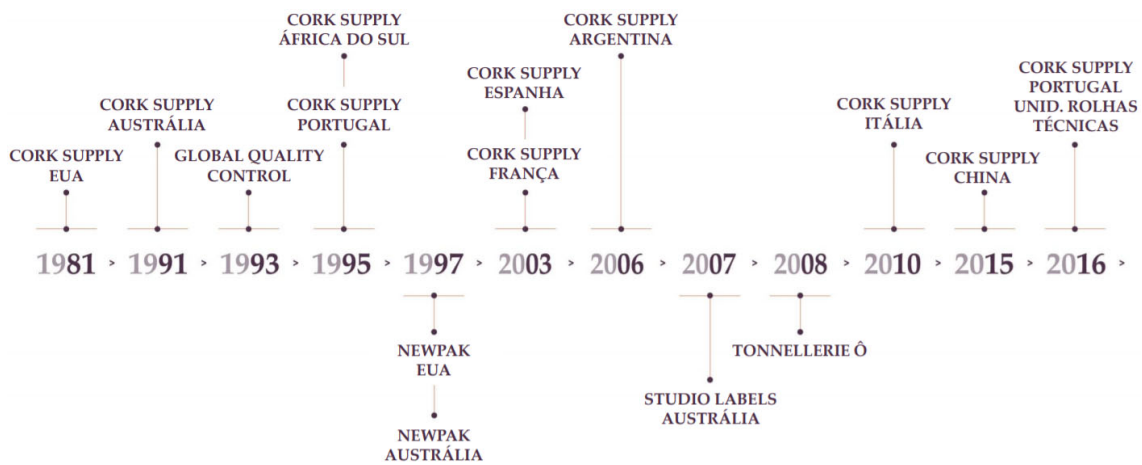 CORK SUPPLY
ÁFRICA DO SUL
CORK SUPPLY
ARGENTINA
CORK SUPPLY
ESPANHA
CORK SUPPLY
PORTUGAL
UNID. ROLHAS
TÉCNICAS
CORK SUPPLY
AUSTRÁLIA
CORK SUPPLY
PORTUGAL
CORK SUPPLY
ITÁLIA
CORK SUPPLY
EUA
GLOBAL QUALITY
CONTROL
CORK SUPPLY
FRANÇA
CORK SUPPLY
CHINA
1981 > 1991 > 1993 > 1995 > 1997 > 2003 > 2006 > 2007 > 2008 > 2010 > 2015 > 2016 >
NEWPAK
EUA
TONNELLERIE Ô
STUDIO LABELS
AUSTRÁLIA
NEWPAK
AUSTRÁLIA